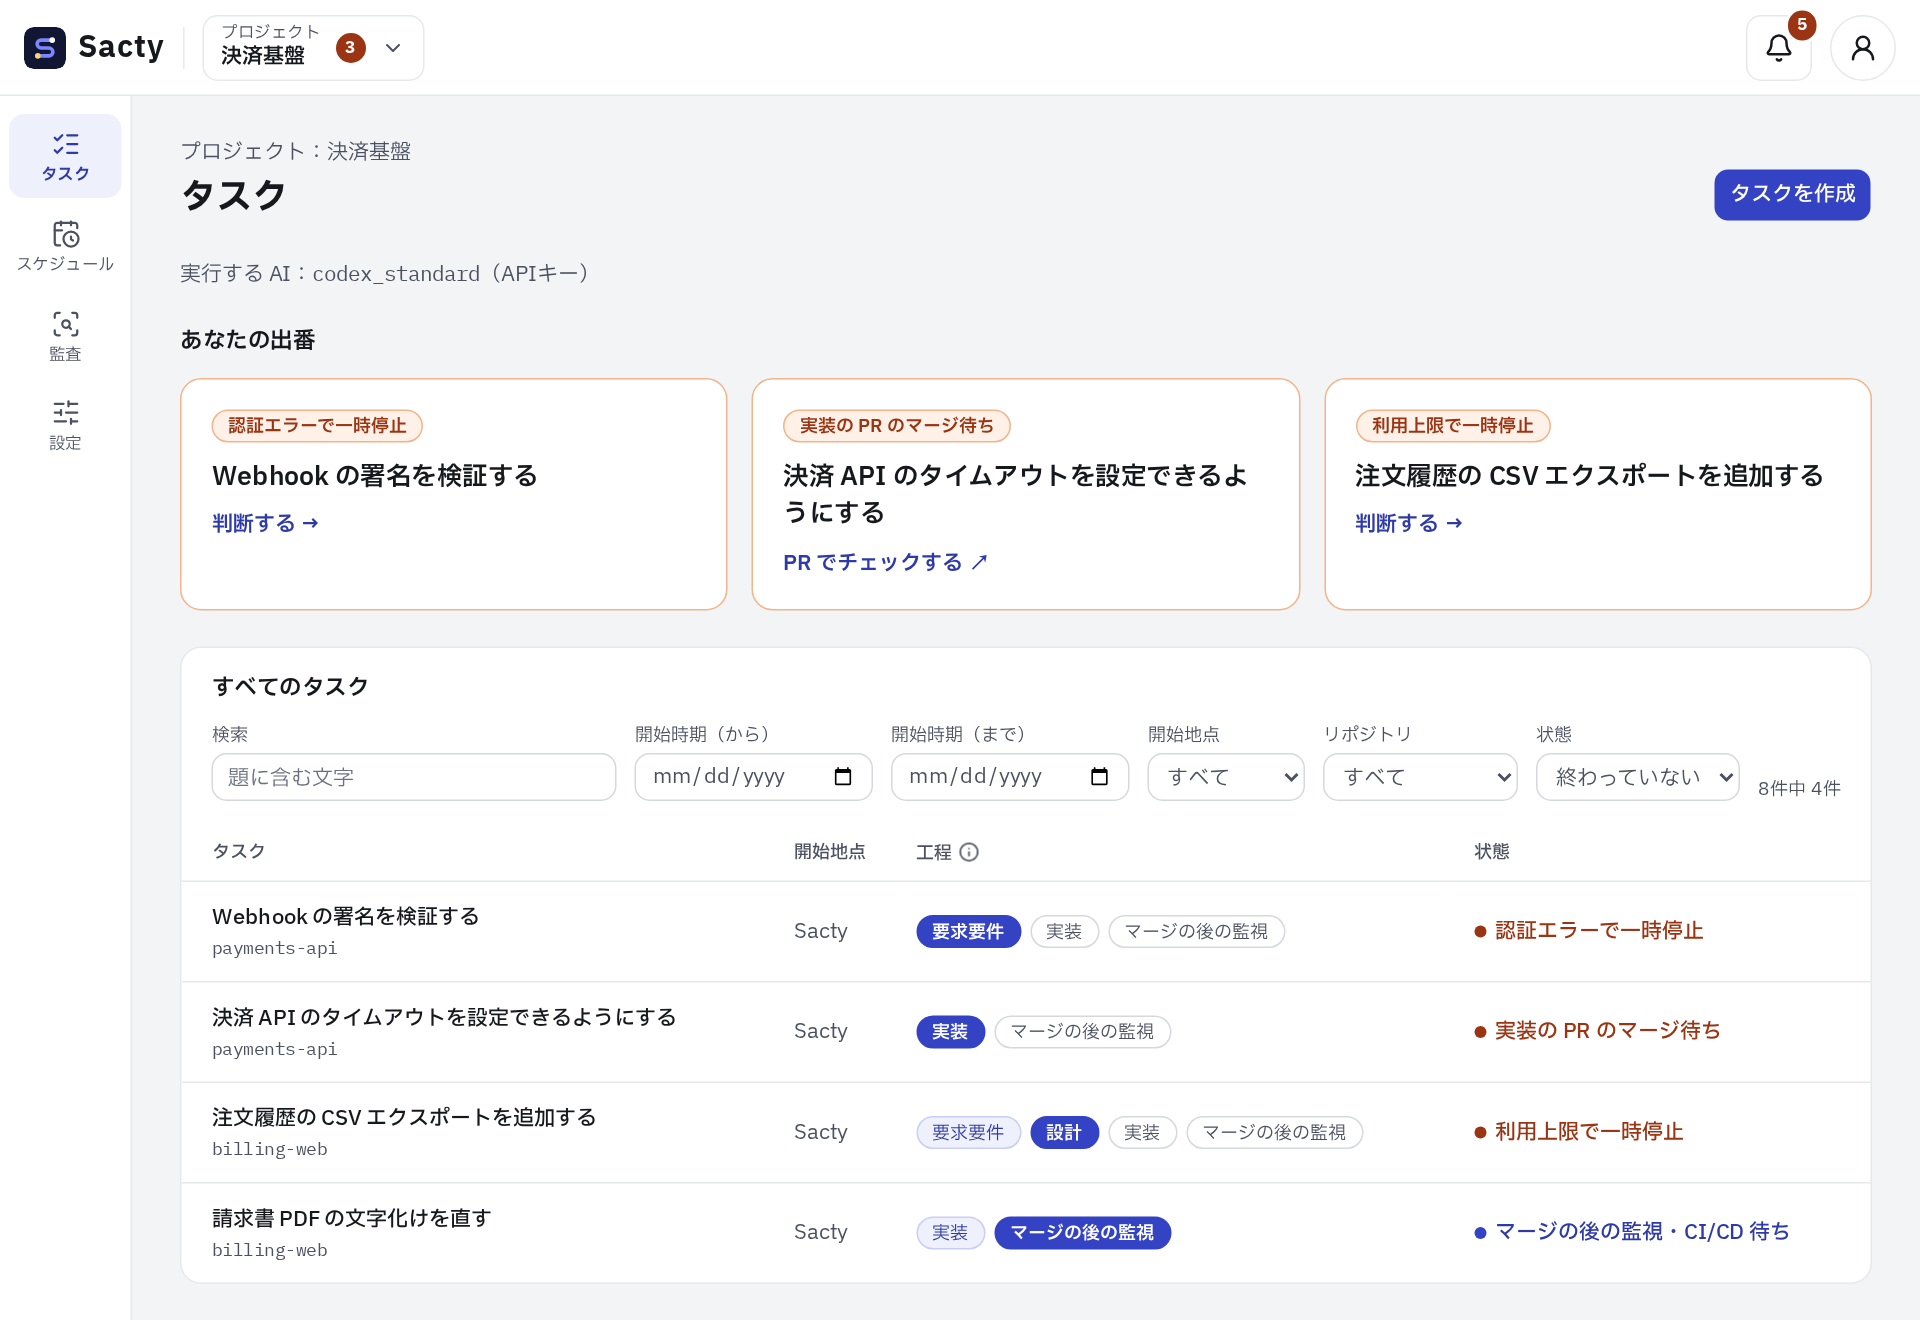 Sacty
プロジェクト
決済基盤
3
5
タスク
スケジュール
監査
設定
プロジェクト：決済基盤
タスク
タスクを作成
実行する AI：codex_standard（APIキー）
あなたの出番
認証エラーで一時停止
Webhook の署名を検証する
判断する →
実装の PR のマージ待ち
決済 API のタイムアウトを設定できるよ
うにする
PR でチェックする ↗
利用上限で一時停止
注文履歴の CSV エクスポートを追加する
判断する →
すべてのタスク
検索
題に含む文字
開始時期（から）
mm/dd/yyyy
開始時期（まで）
mm/dd/yyyy
開始地点
すべて
リポジトリ
すべて
状態
終わっていない
8件中 4件
タスク 開始地点 工程 状態
Webhook の署名を検証する
payments-api
Sacty
要求要件 実装 マージの後の監視
認証エラーで一時停止
決済 API のタイムアウトを設定できるようにする
payments-api
Sacty
実装 マージの後の監視
実装の PR のマージ待ち
注文履歴の CSV エクスポートを追加する
billing-web
Sacty
要求要件 設計 実装 マージの後の監視
利用上限で一時停止
請求書 PDF の文字化けを直す
billing-web
Sacty
実装 マージの後の監視
マージの後の監視・CI/CD 待ち